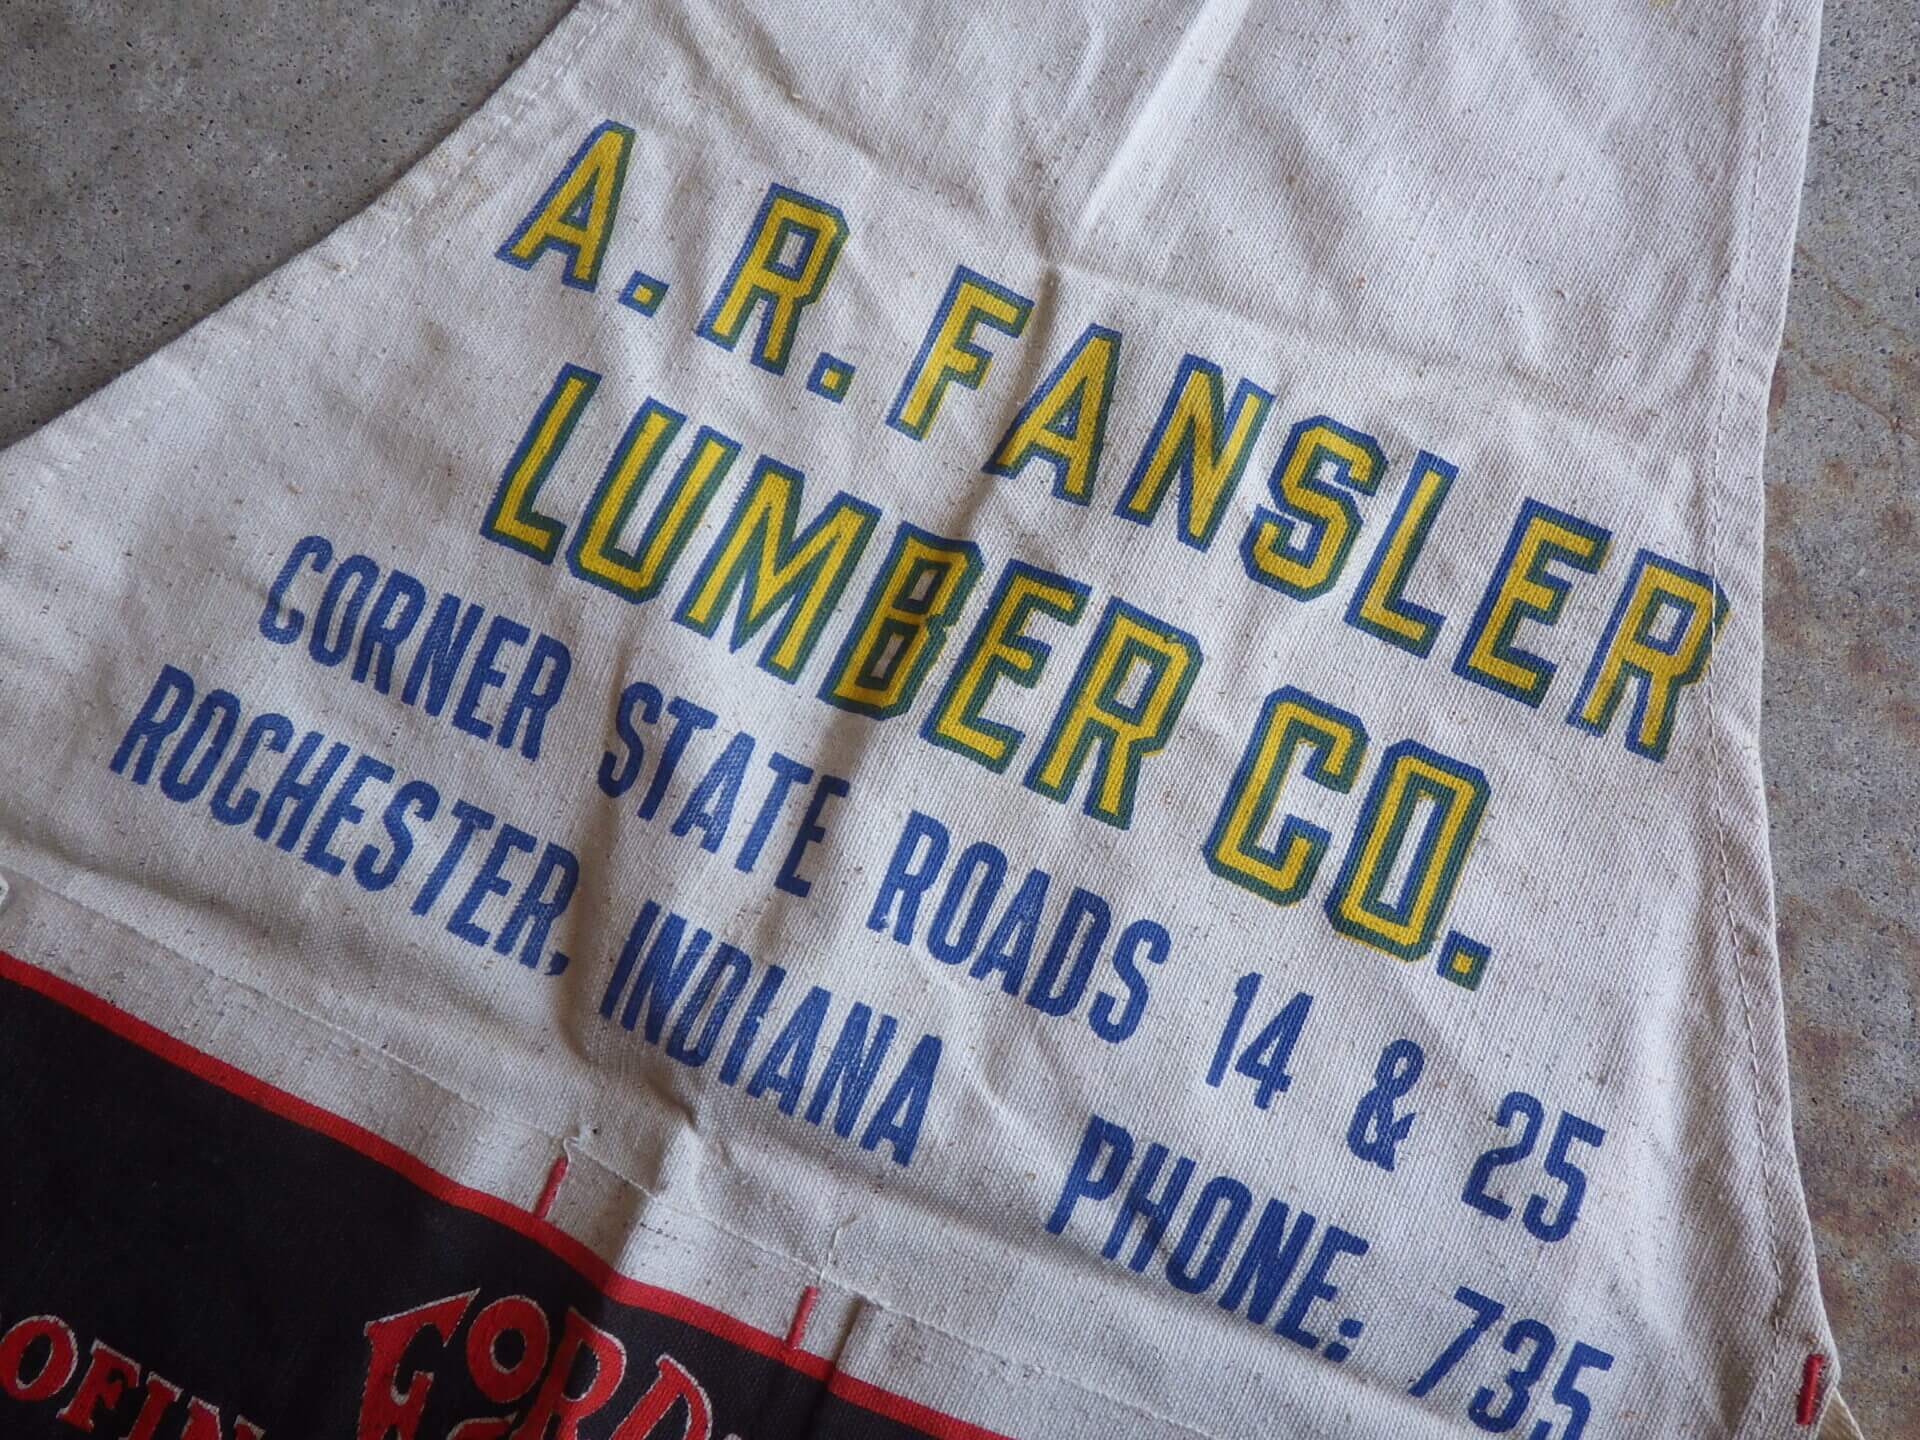 A. R. FANSLER
LUMBER CO.
CORNER STATE ROADS 14 & 25
ROCHESTER, INDIANA PHONE: 735